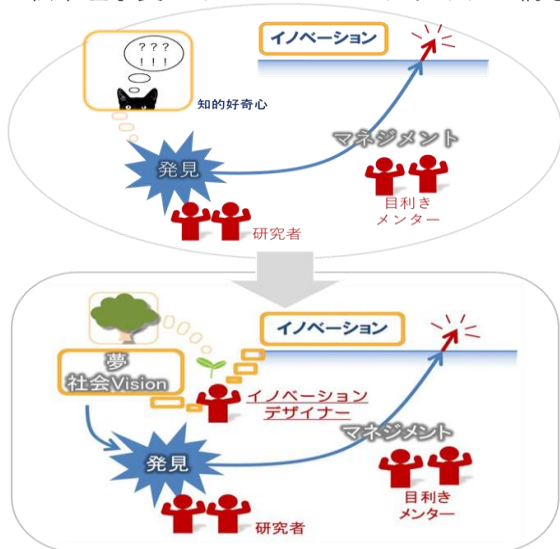 イノベーション
? ? ?
! ! !
知的好奇心
マネジメント
発見
目利き
メンター
研究者
イノベーション
夢
社会Vision
イノベーション
デザイナー
マネジメント
発見
目利き
メンター
研究者